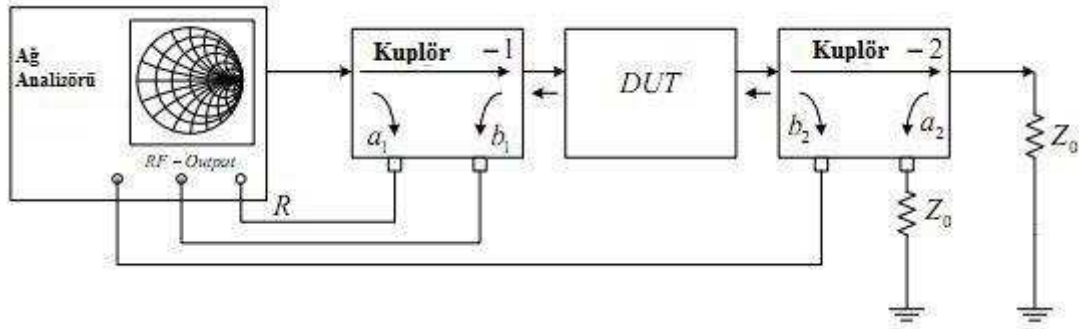 Ağ
Analizörü
RF - Output
R
Kuplör - 1
a1
b1
DUT
Kuplör - 2
b2
a2
Z0
Z0